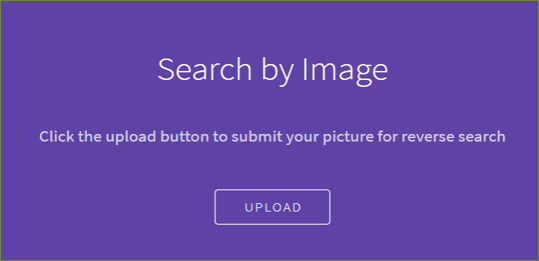 Search by Image
Click the upload button to submit your picture for reverse search
UPLOAD